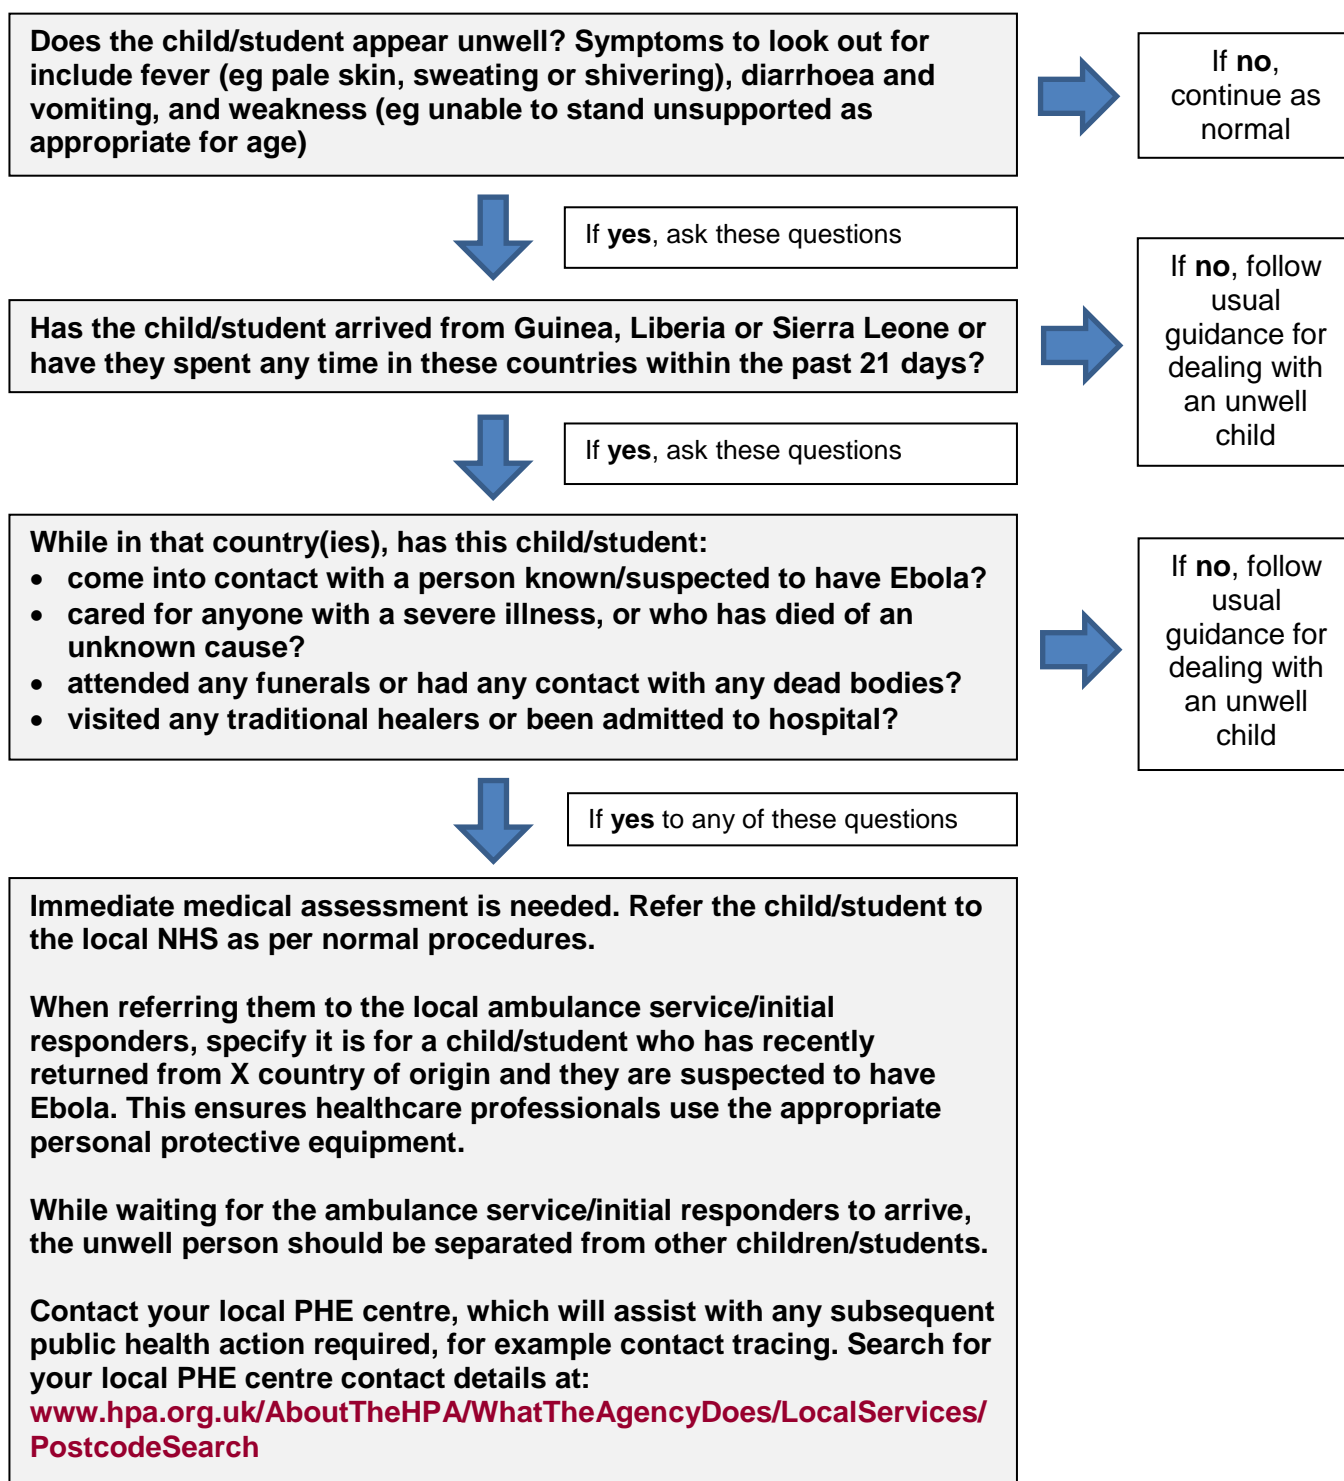 Does the child/student appear unwell? Symptoms to look out for
include fever (eg pale skin, sweating or shivering), diarrhoea and
vomiting, and weakness (eg unable to stand unsupported as
appropriate for age)
If no,
continue as
normal
If yes, ask these questions
Has the child/student arrived from Guinea, Liberia or Sierra Leone or
have they spent any time in these countries within the past 21 days?
If no, follow
usual
guidance for
dealing with
an unwell
child
If yes, ask these questions
While in that country(ies), has this child/student:
• come into contact with a person known/suspected to have Ebola?
• cared for anyone with a severe illness, or who has died of an
unknown cause?
• attended any funerals or had any contact with any dead bodies?
• visited any traditional healers or been admitted to hospital?
If no, follow
usual
guidance for
dealing with
an unwell
child
If yes to any of these questions
Immediate medical assessment is needed. Refer the child/student to
the local NHS as per normal procedures.
When referring them to the local ambulance service/initial
responders, specify it is for a child/student who has recently
returned from X country of origin and they are suspected to have
Ebola. This ensures healthcare professionals use the appropriate
personal protective equipment.
While waiting for the ambulance service/initial responders to arrive,
the unwell person should be separated from other children/students.
Contact your local PHE centre, which will assist with any subsequent
public health action required, for example contact tracing. Search for
your local PHE centre contact details at:
www.hpa.org.uk/AboutTheHPA/WhatTheAgencyDoes/LocalServices/
PostcodeSearch